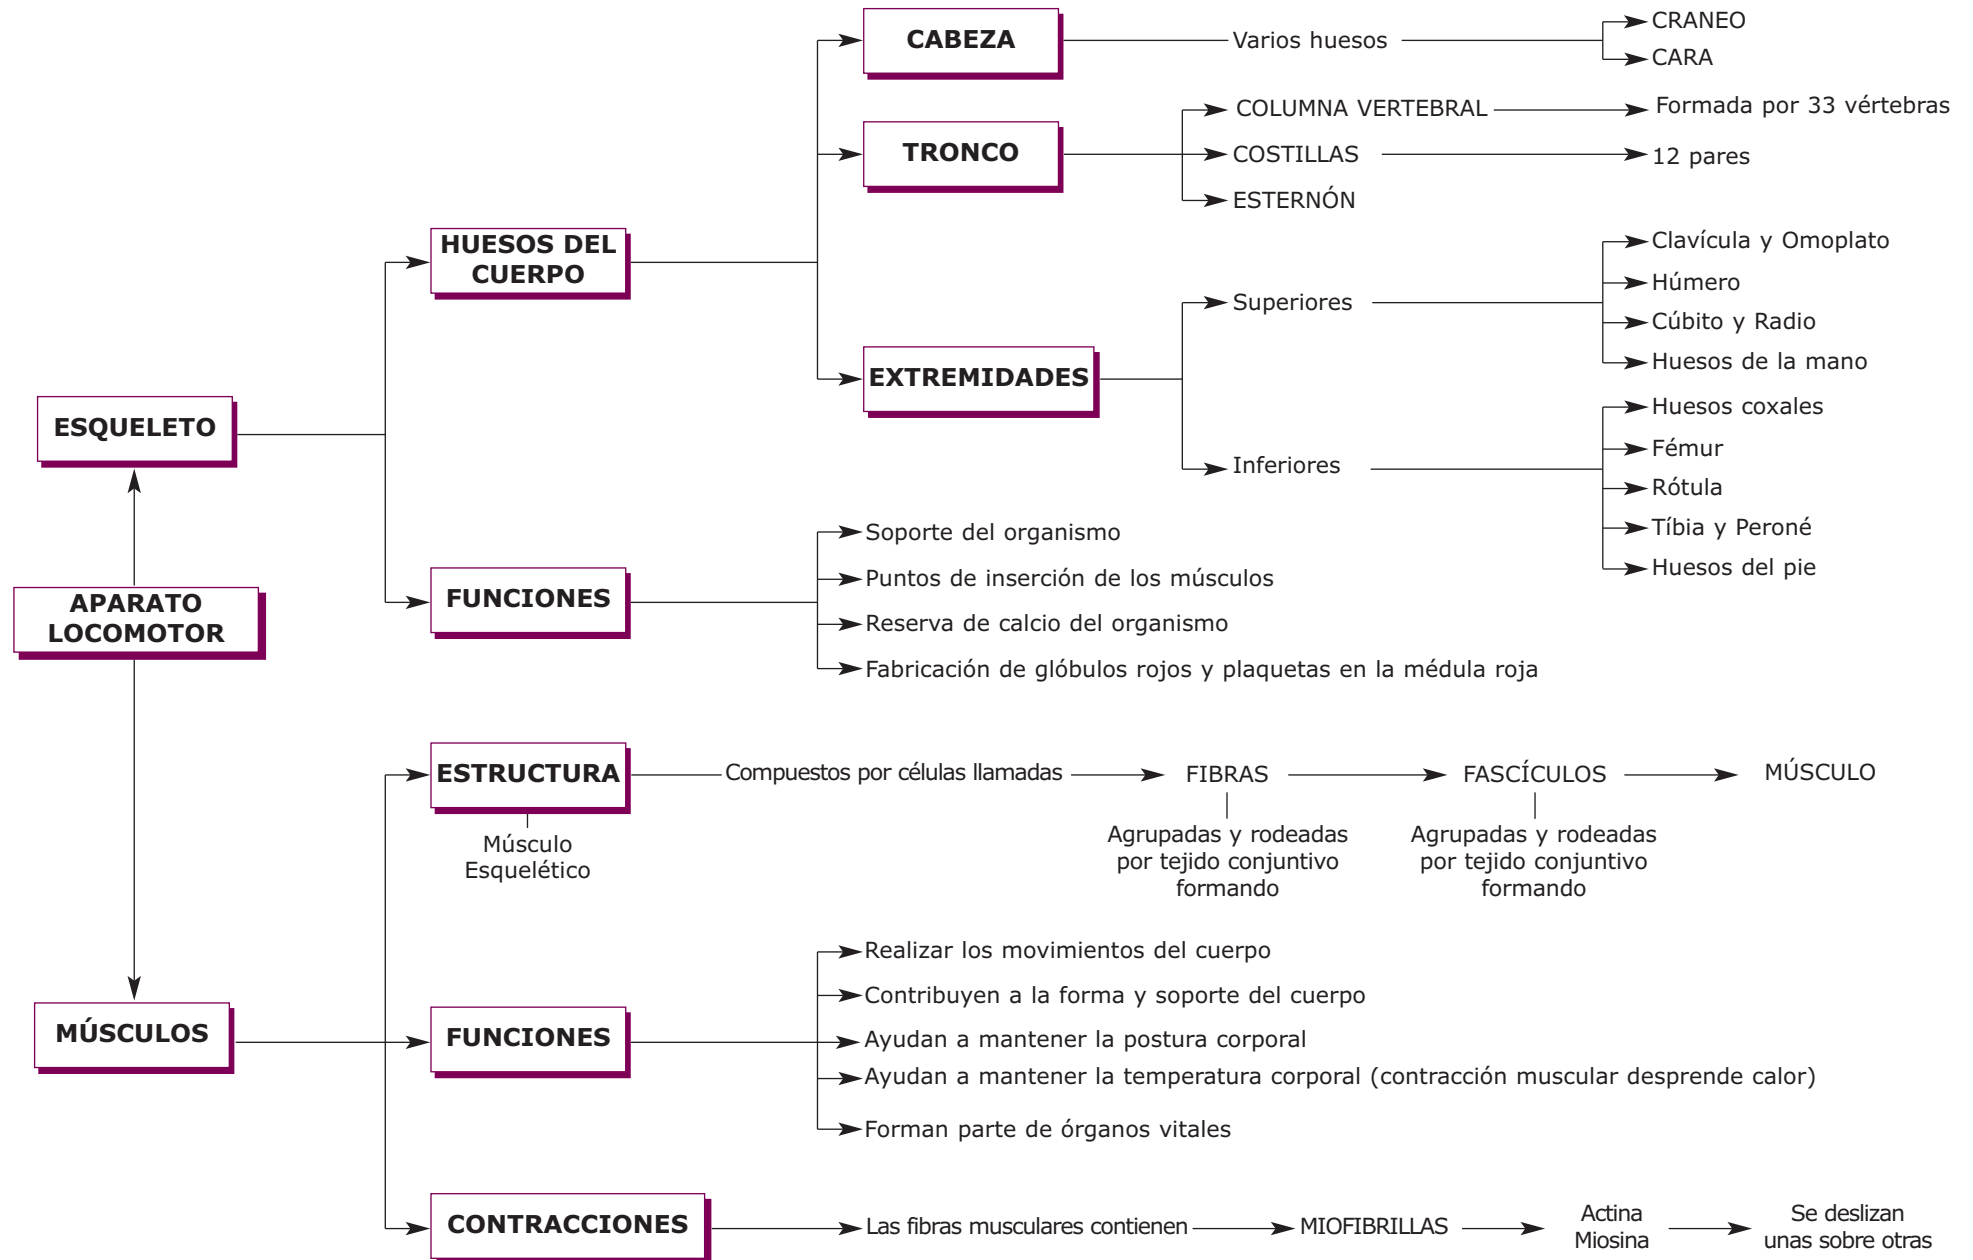 CABEZA
Varios huesos
CRANEO
CARA
TRONCO
COLUMNA VERTEBRAL
Formada por 33 vértebras
COSTILLAS
12 pares
ESTERNÓN
HUESOS DEL
CUERPO
EXTREMIDADES
Superiores
Clavícula y Omoplato
Húmero
Cúbito y Radio
Huesos de la mano
Inferiores
Huesos coxales
Fémur
Rótula
Tíbia y Peroné
Huesos del pie
ESQUELETO
FUNCIONES
Soporte del organismo
Puntos de inserción de los músculos
Reserva de calcio del organismo
Fabricación de glóbulos rojos y plaquetas en la médula roja
APARATO
LOCOMOTOR
ESTRUCTURA
Músculo
Esquelético
Compuestos por células llamadas
FIBRAS
Agrupadas y rodeadas
por tejido conjuntivo
formando
FASCÍCULOS
Agrupadas y rodeadas
por tejido conjuntivo
formando
MÚSCULO
MÚSCULOS
FUNCIONES
Realizar los movimientos del cuerpo
Contribuyen a la forma y soporte del cuerpo
Ayudan a mantener la postura corporal
Ayudan a mantener la temperatura corporal (contracción muscular desprende calor)
Forman parte de órganos vitales
CONTRACCIONES
Las fibras musculares contienen
MIOFIBRILLAS
Actina
Miosina
Se deslizan
unas sobre otras